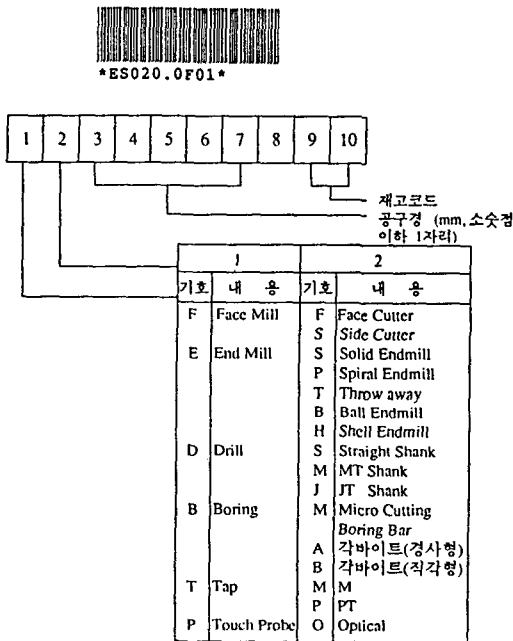 *ES020.0F01*
1 2 3 4 5 6 7 8 9 10
재고코드
공구경 (mm, 소숫점
이하 1자리)
1 2
기호 내 용 기호 내 용
F Face Mill F Face Cutter
S Side Cutter
E End Mill S Solid Endmill
P Spiral Endmill
T Throw away
B Ball Endmill
H Shell Endmill
D Drill S Straight Shank
M MT Shank
J JT Shank
B Boring M Micro Cutting
Boring Bar
A 각바이트(경사형)
B 각바이트(직각형)
T Tap M M
P PT
P Touch Probe O Optical